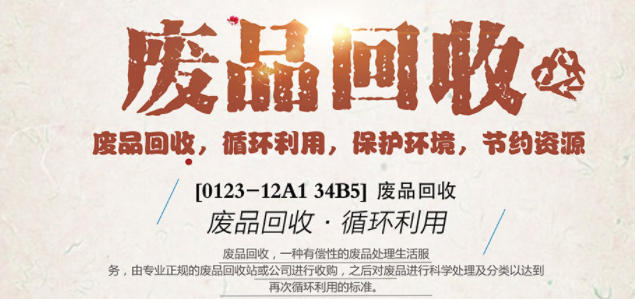 废品回收
废品回收，循环利用，保护环境，节约资源
[0123-12A1 34B5] 废品回收
废品回收·循环利用
废品回收，一种有偿性的废品处理生活服
务，由专业正规的废品回收站或公司进行收购，之后对废品进行科学处理及分类以达到
再次循环利用的标准。